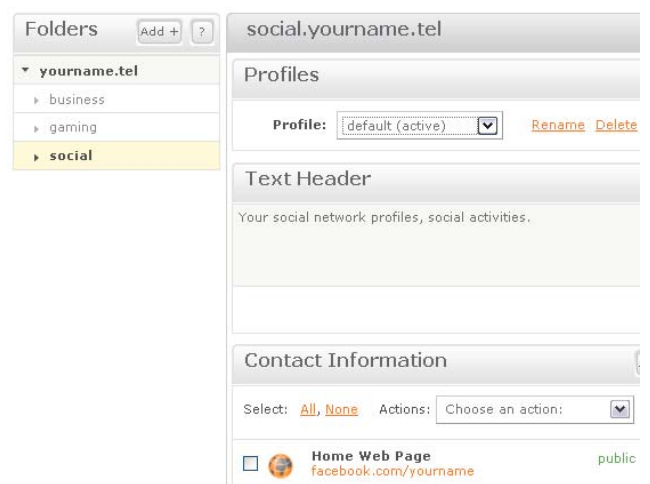 Folders
Add +
?
yourname.tel
business
gaming
social
social.yourname.tel
Profiles
Profile: default (active) Rename Delete
Text Header
Your social network profiles, social activities.
Contact Information
Select: All, None Actions: Choose an action:
Home Web Page public
facebook.com/yourname